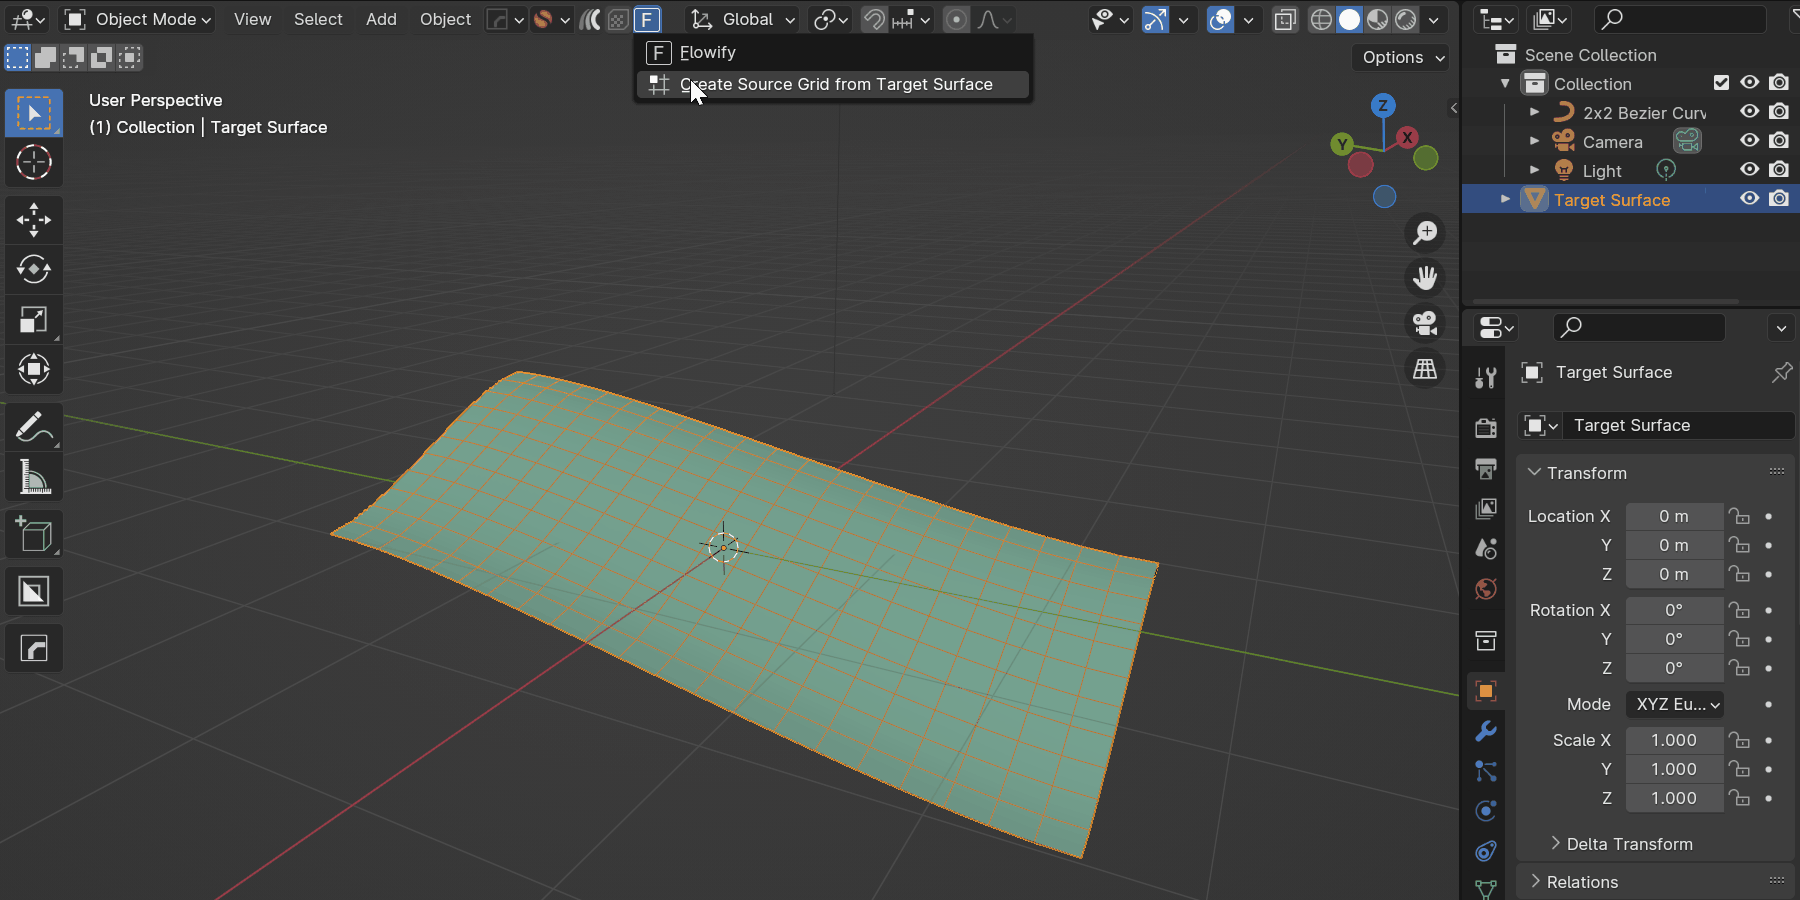 Object Mode View Select Add Object F Global
F Flowify
Create Source Grid from Target Surface
Options
User Perspective
(1) Collection | Target Surface
Z
Y
X
Scene Collection
Collection
2x2 Bezier Curv
Camera
Light
Target Surface
Target Surface
Target Surface
Transform
Location X 0 m
Y 0 m
Z 0 m
Rotation X 0°
Y 0°
Z 0°
Mode XYZ Eu...
Scale X 1.000
Y 1.000
Z 1.000
Delta Transform
Relations